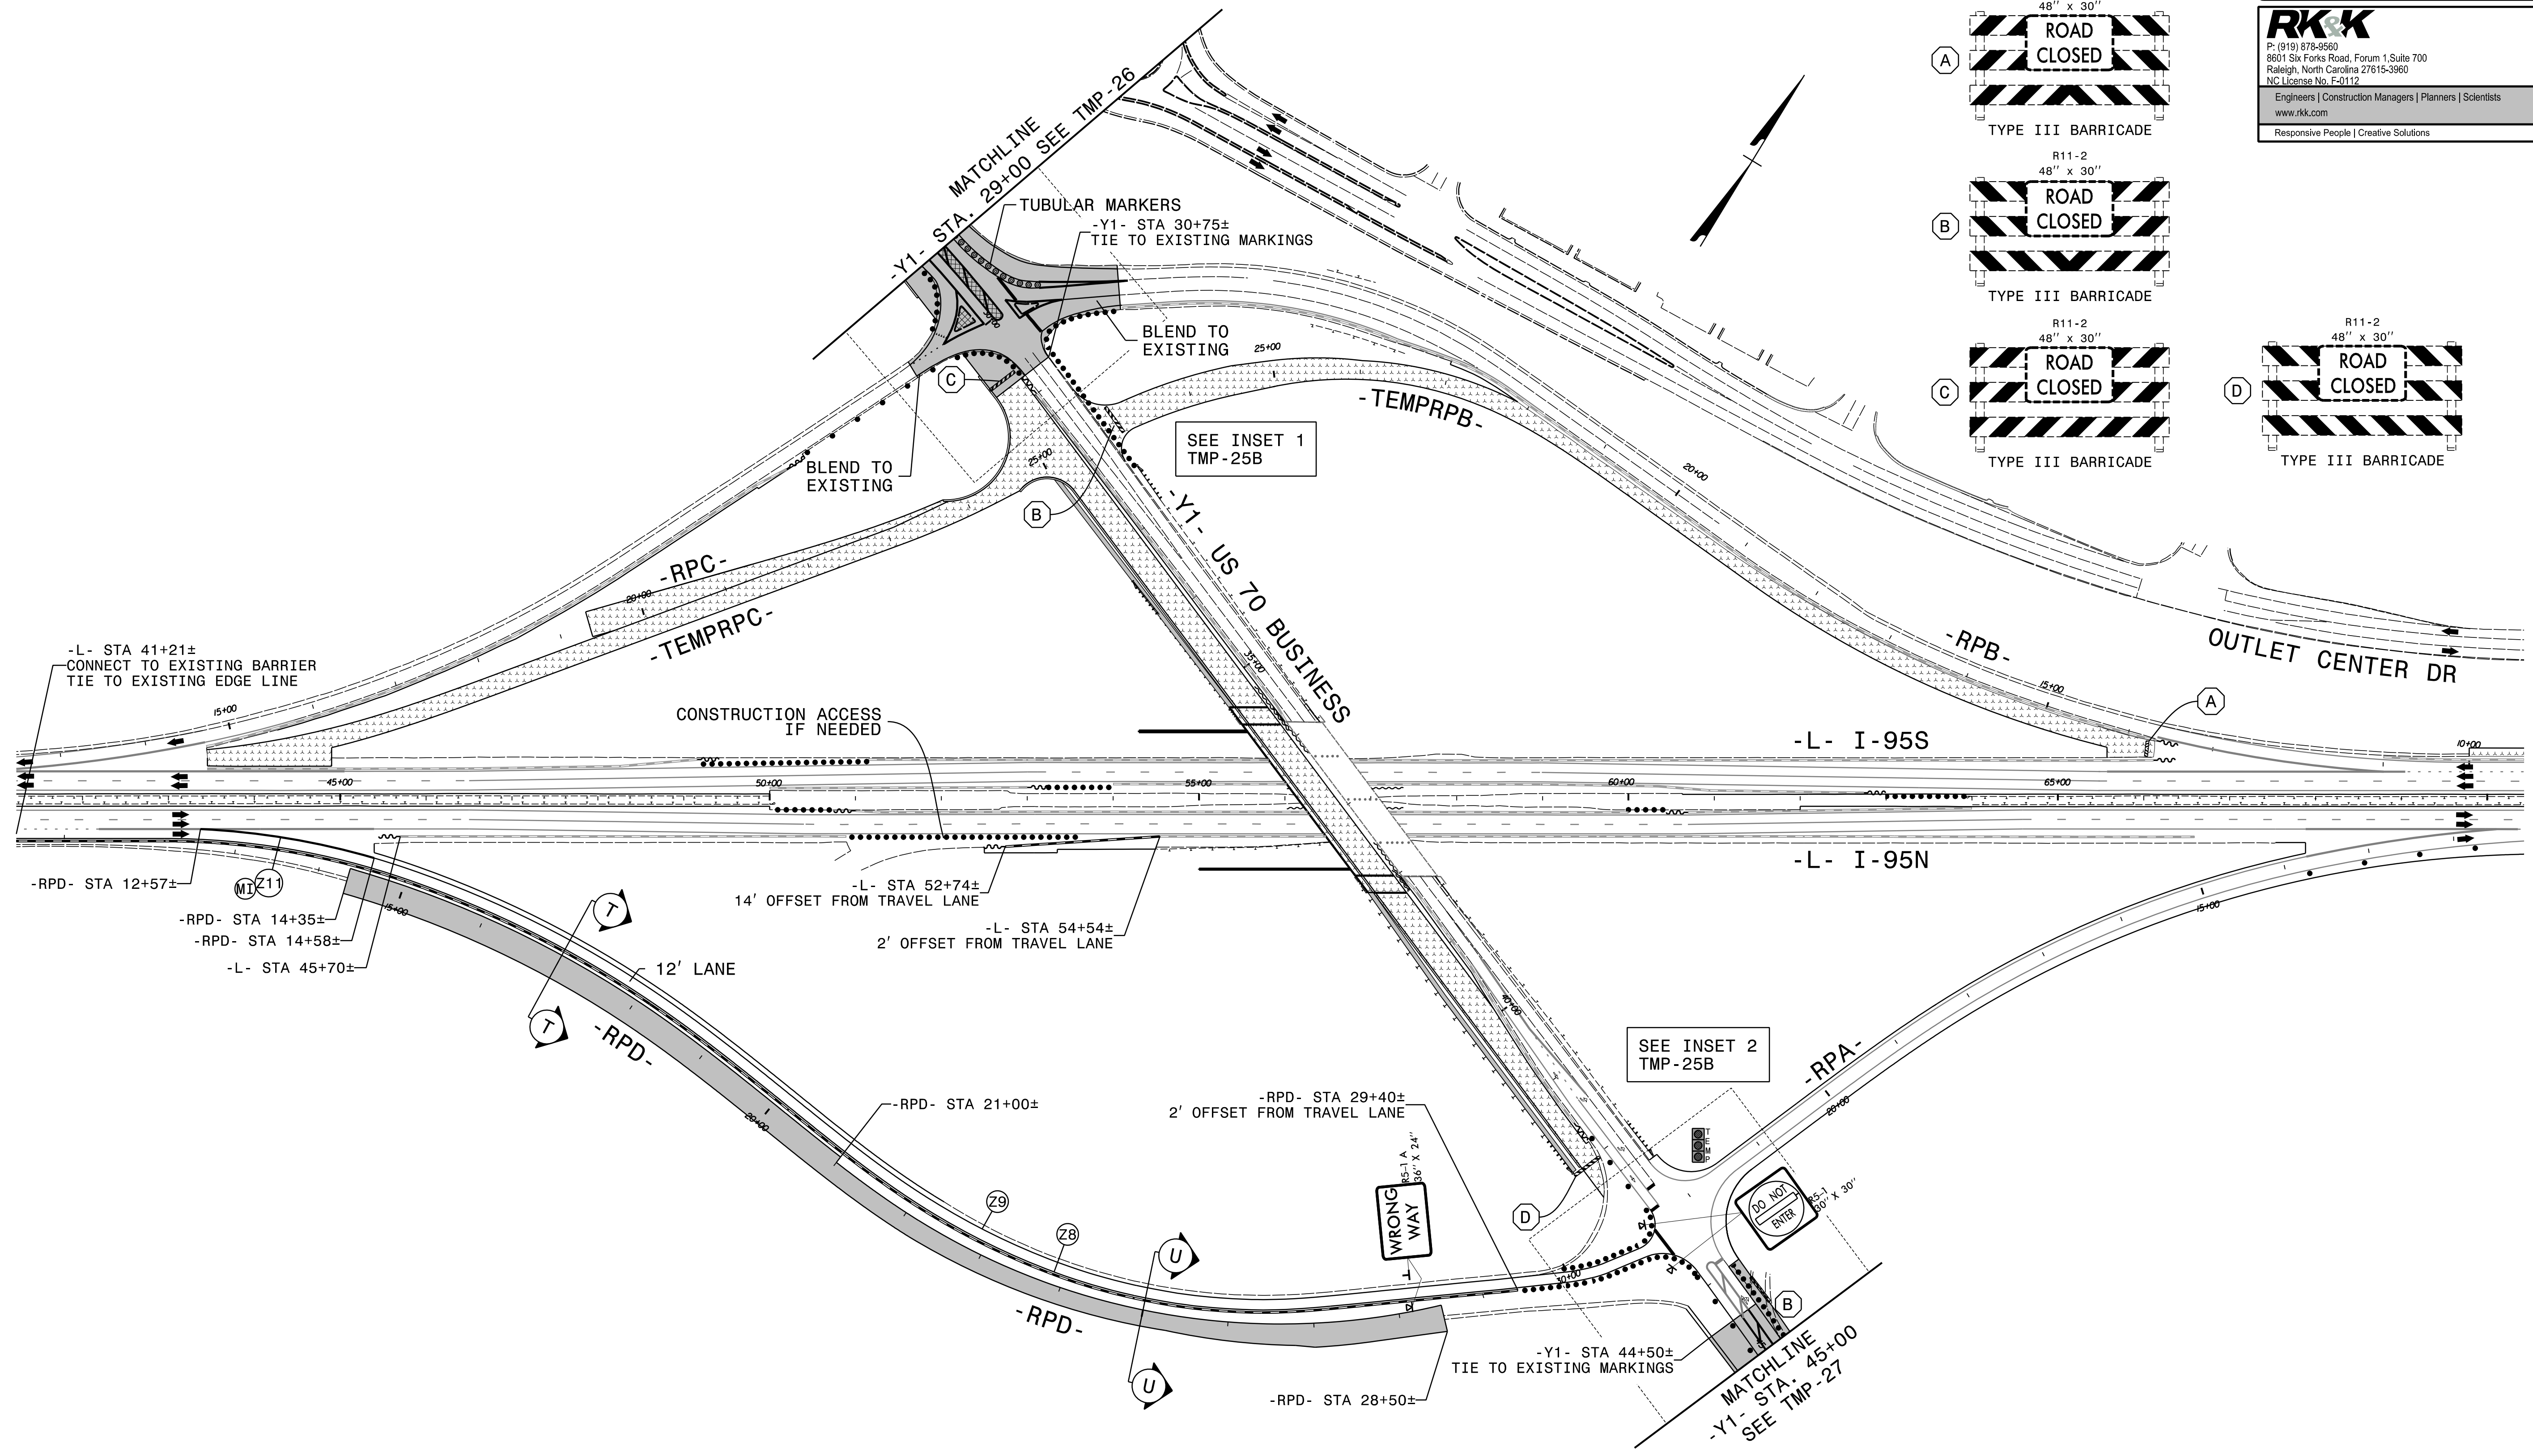 48" x 30"
ROAD
CLOSED
A
TYPE III BARRICADE
R11-2
48" x 30"
ROAD
CLOSED
B
TYPE III BARRICADE
R11-2
48" x 30"
ROAD
CLOSED
C
TYPE III BARRICADE
R11-2
48" x 30"
ROAD
CLOSED
D
TYPE III BARRICADE
RK&K
P: (919) 878-9560
8601 Six Forks Road, Forum 1,Suite 700
Raleigh, North Carolina 27615-3960
NC License No. F-0112
Engineers | Construction Managers | Planners | Scientists
www.rkk.com
Responsive People | Creative Solutions
MATCHLINE
-Y1- STA. 29+00 SEE TMP-26
TUBULAR MARKERS
-Y1- STA 30+75±
TIE TO EXISTING MARKINGS
BLEND TO
EXISTING
25+00
-TEMPRPB-
C
SEE INSET 1
TMP-25B
BLEND TO
EXISTING
25+00
B
20+00
-Y1- US 70 BUSINESS
-RPC-
20+00
-TEMPRPC-
35+00
-RPB-
15+00
OUTLET CENTER DR
A
-L- STA 41+21±
CONNECT TO EXISTING BARRIER
TIE TO EXISTING EDGE LINE
15+00
CONSTRUCTION ACCESS
IF NEEDED
-L- I-95S
10+00
45+00
50+00
55+00
60+00
65+00
-L- I-95N
-RPD- STA 12+57±
MI
Z11
-RPD- STA 14+35±
-RPD- STA 14+58±
-L- STA 45+70±
15+00
-L- STA 52+74±
14' OFFSET FROM TRAVEL LANE
-L- STA 54+54±
2' OFFSET FROM TRAVEL LANE
T
T
12' LANE
15+00
40+00
-RPD-
20+00
-RPD- STA 21+00±
-RPD- STA 29+40±
2' OFFSET FROM TRAVEL LANE
SEE INSET 2
TMP-25B
-RPA-
20+00
TEMP
WRONG
WAY
R5-1 A
36" X 24"
DO NOT
ENTER
R5-1
30" X 30"
Z9
Z8
U
U
D
30+00
B
-RPD-
-Y1- STA 44+50±
TIE TO EXISTING MARKINGS
-RPD- STA 28+50±
MATCHLINE
-Y1- STA. 45+00
SEE TMP-27